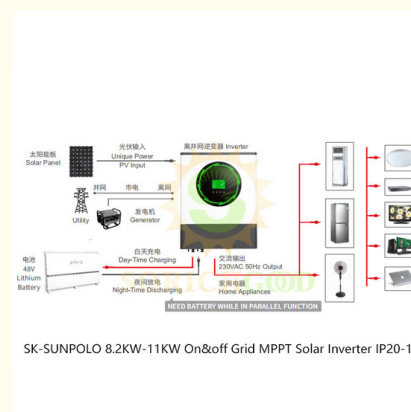 太阳能板
Solar Panel
光伏输入
Unique Power
PV Input
离并网逆变器 Inverter
并网 市电 离网
Utility
发电机
Generator
白天充电
Day-Time Charging
交流输出
230VAC 50Hz Output
电池
48V
Lithium
Battery
夜间放电
Night-Time Discharging
家用电器
Home Appliances
NEED BATTERY WHILE IN PARALLEL FUNCTION
SK-SUNPOLO 8.2KW-11KW On&off Grid MPPT Solar Inverter IP20-1